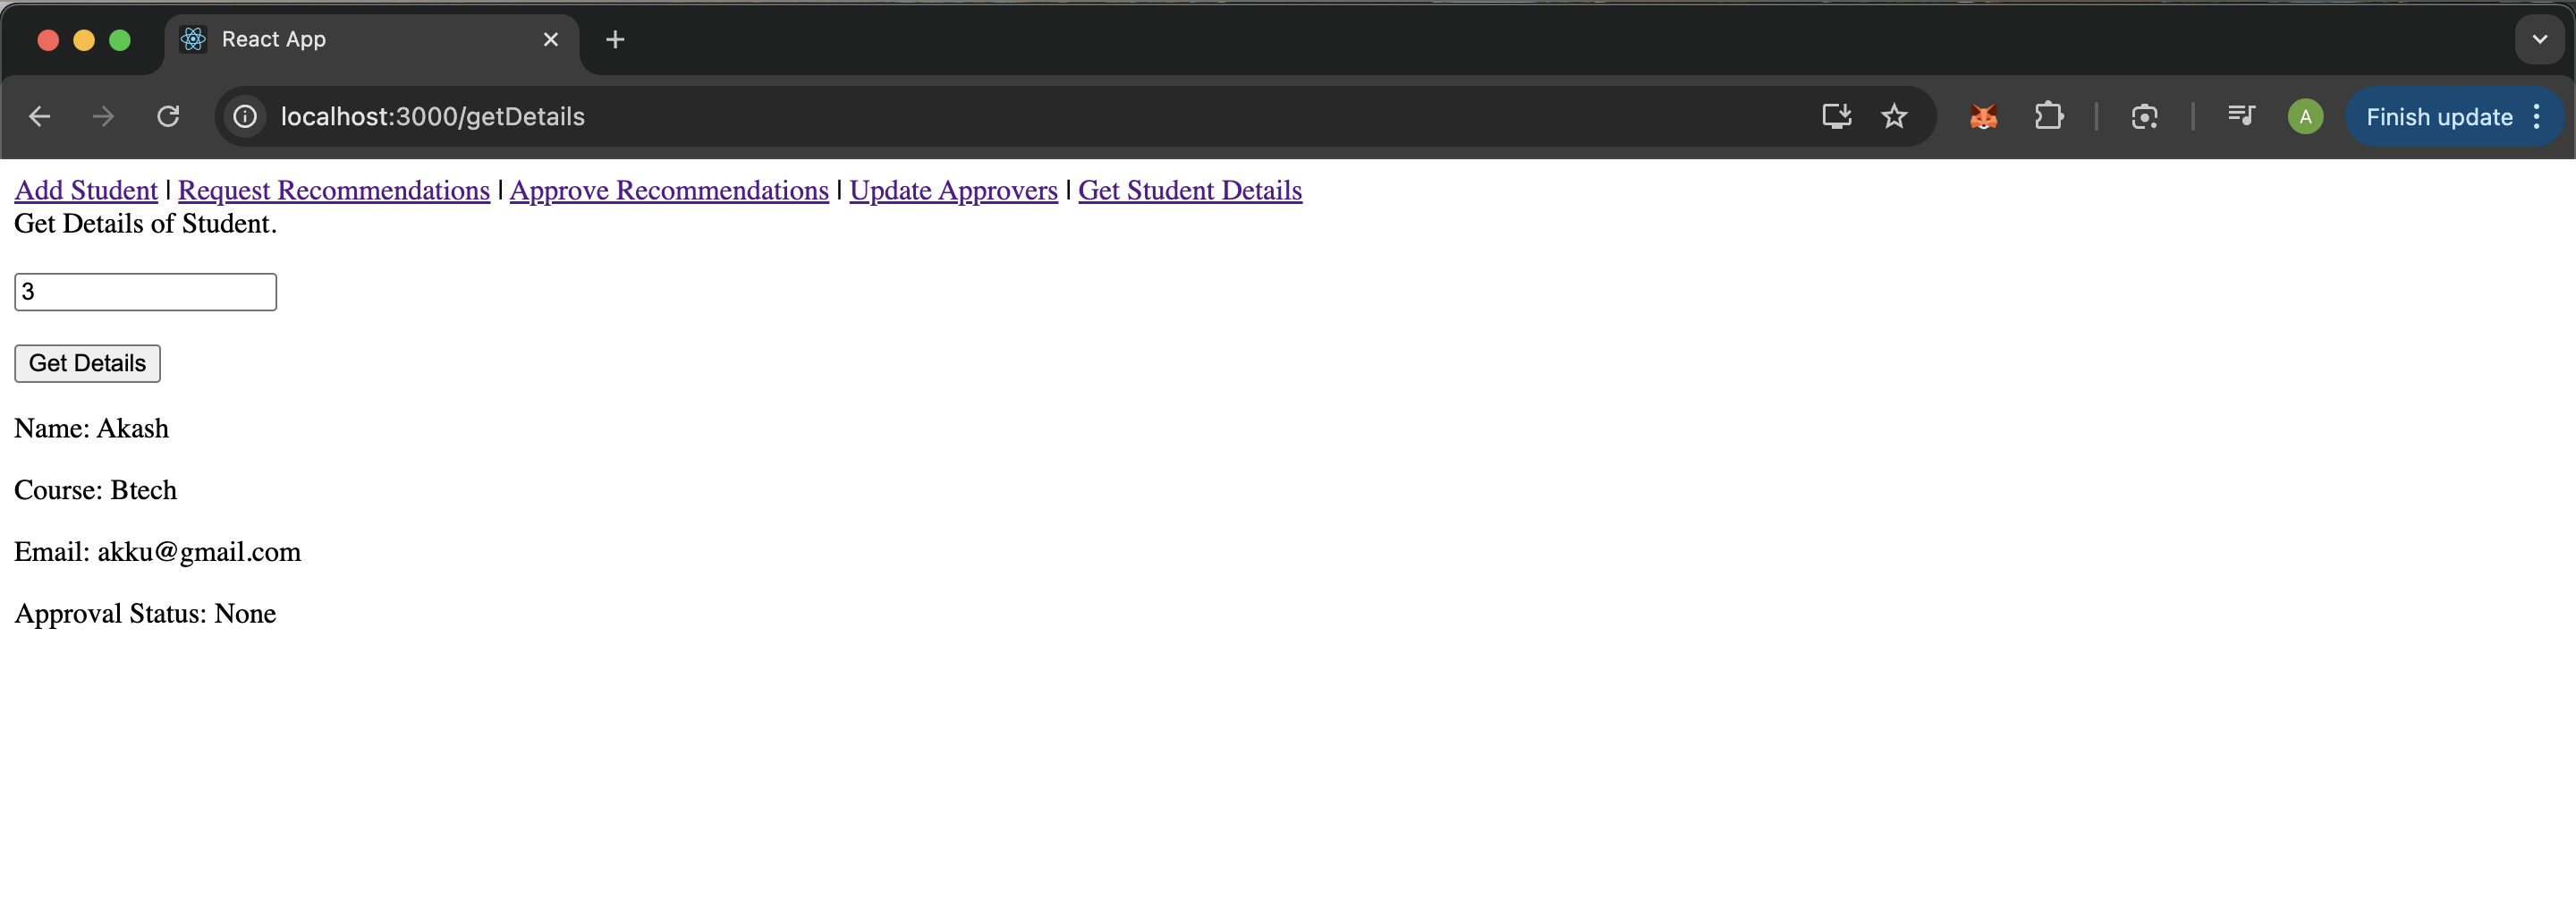 React App
localhost:3000/getDetails
A
Finish update
Add Student | Request Recommendations | Approve Recommendations | Update Approvers | Get Student Details
Get Details of Student.
3
Get Details
Name: Akash
Course: Btech
Email: akku@gmail.com
Approval Status: None